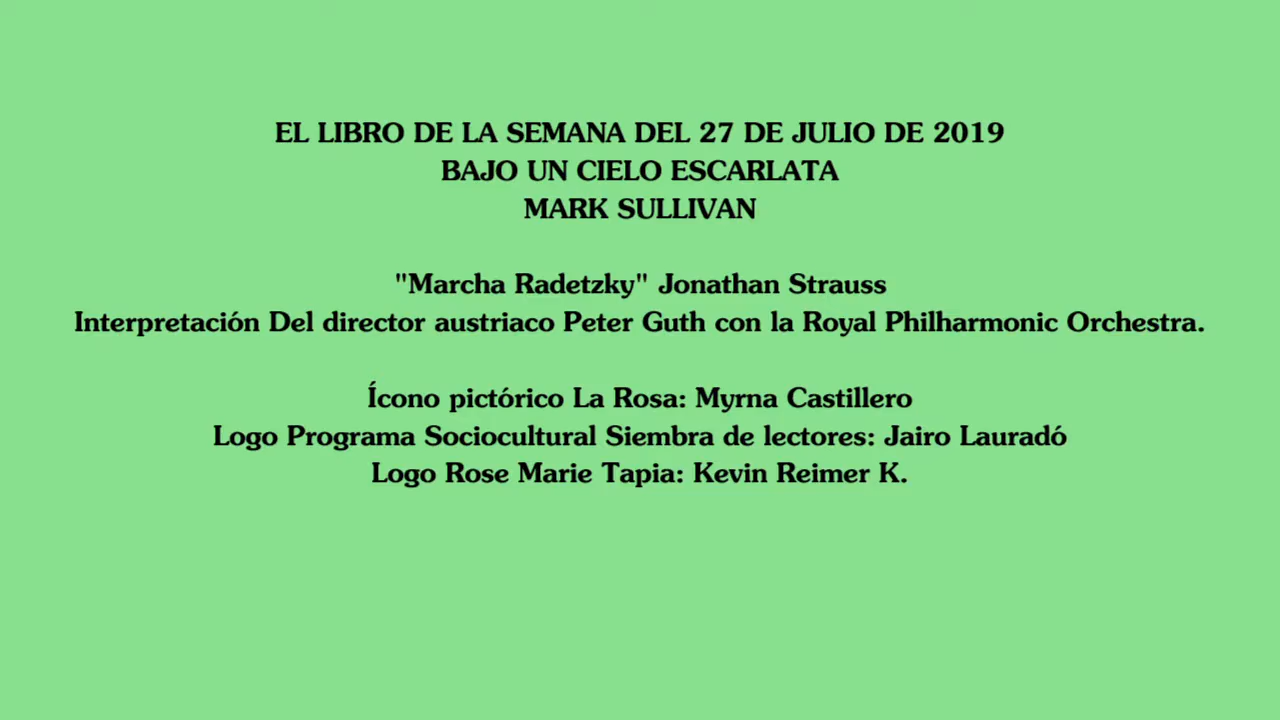 EL LIBRO DE LA SEMANA DEL 27 DE JULIO DE 2019
BAJO UN CIELO ESCARLATA
MARK SULLIVAN
"Marcha Radetzky" Jonathan Strauss
Interpretación Del director austriaco Peter Guth con la Royal Philharmonic Orchestra.
Ícono pictórico La Rosa: Myrna Castillero
Logo Programa Sociocultural Siembra de lectores: Jairo Lauradó
Logo Rose Marie Tapia: Kevin Reimer K.